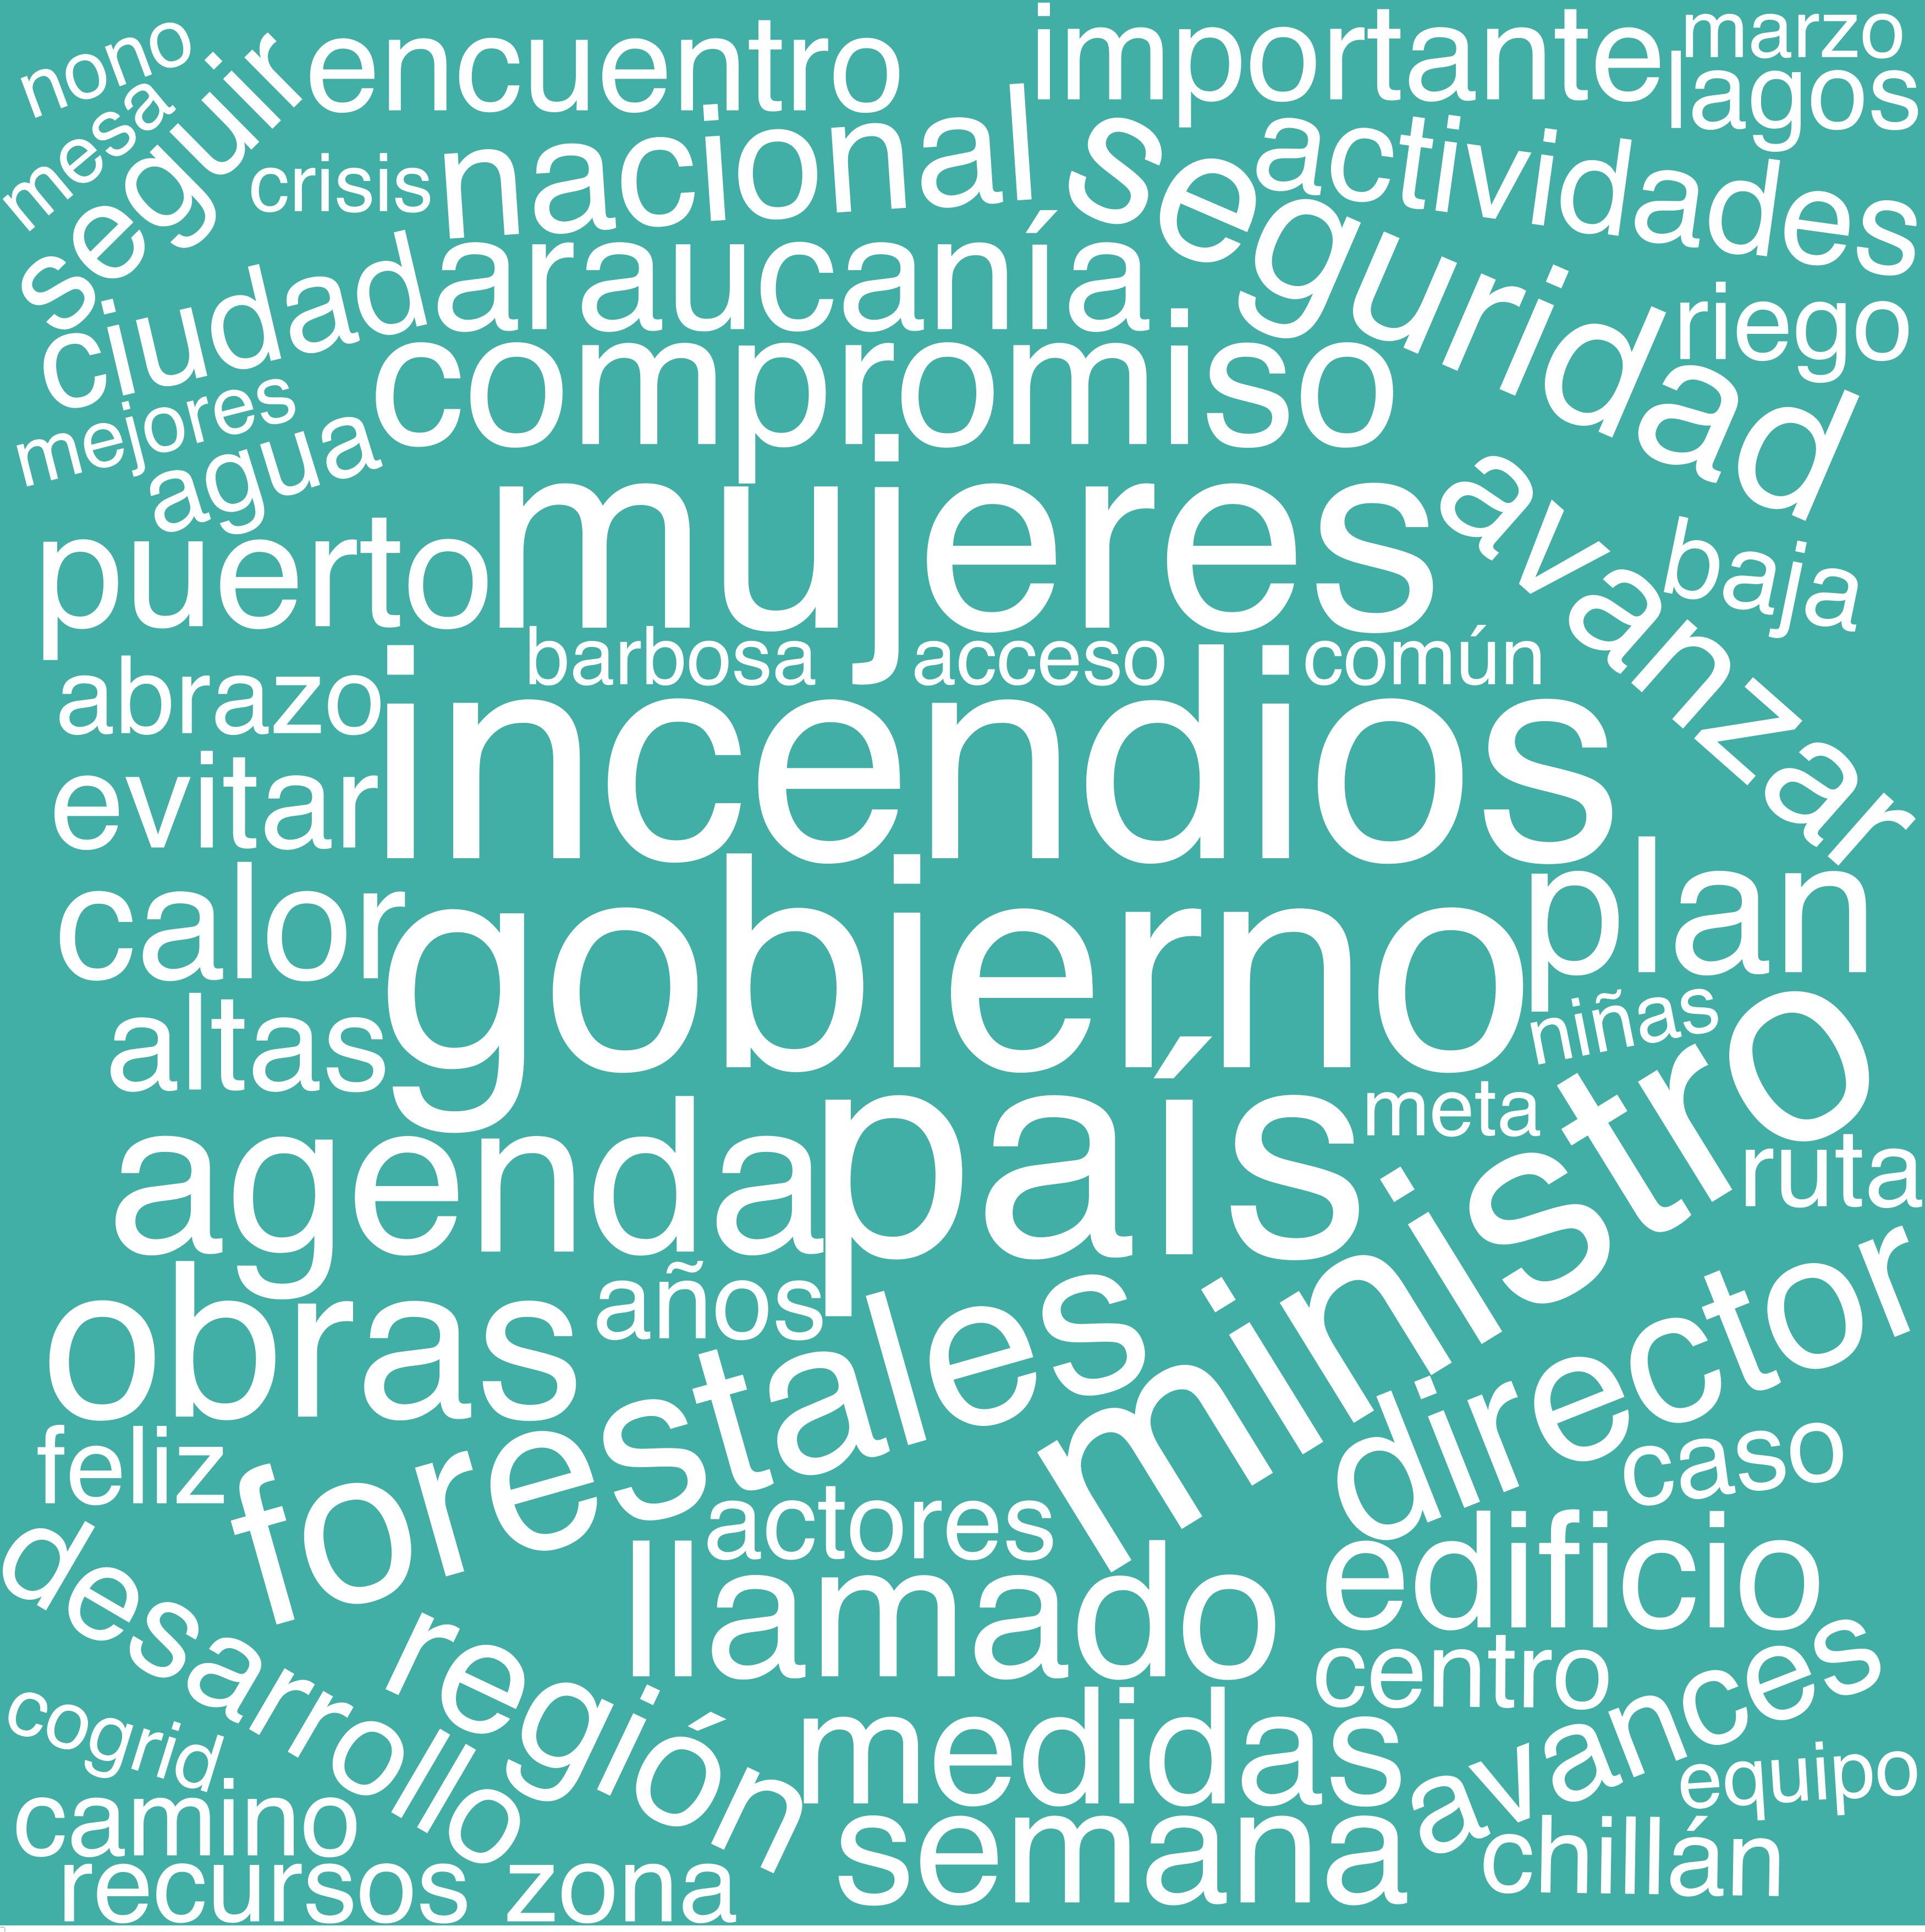 nono
encuentro
importante
marzo
lagos
mesa
seguir
crisis
nacional
seguridad
actividades
ciudad
araucanía
riego
mejores
compromiso
agua
puerto
mujeres
avanzar
baja
barbosa
acceso
común
abrazo
incendios
evitar
calor
gobierno
plan
altas
niñas
meta
ministro
ruta
agenda
país
años
obras
forestales
director
feliz
caso
actores
desarrollo
llamado
edificio
región
centro
cogrid
medidas
avances
equipo
camino
semana
chillán
recursos
zona